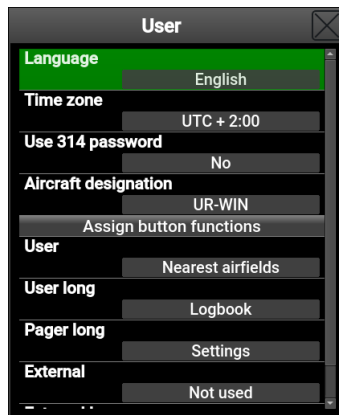 User
Language
English
Time zone
UTC + 2:00
Use 314 password
No
Aircraft designation
UR-WIN
Assign button functions
User
Nearest airfields
User long
Logbook
Pager long
Settings
External
Not used